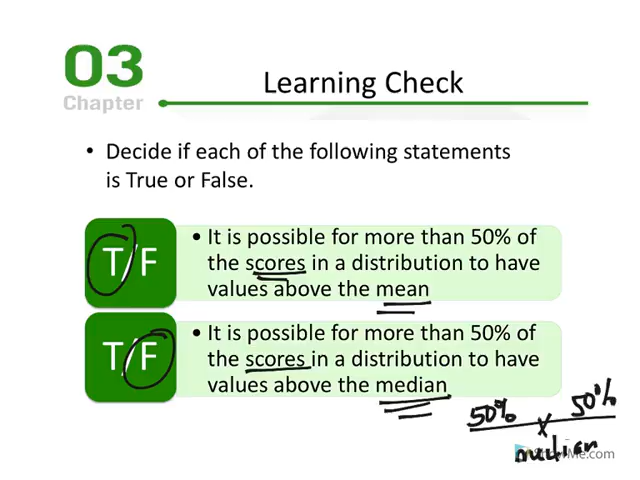 03
Chapter
Learning Check
• Decide if each of the following statements
is True or False.
T/F
• It is possible for more than 50% of
the scores in a distribution to have
values above the mean
T/F
• It is possible for more than 50% of
the scores in a distribution to have
values above the median
50% 50%
median
ShowMe.com